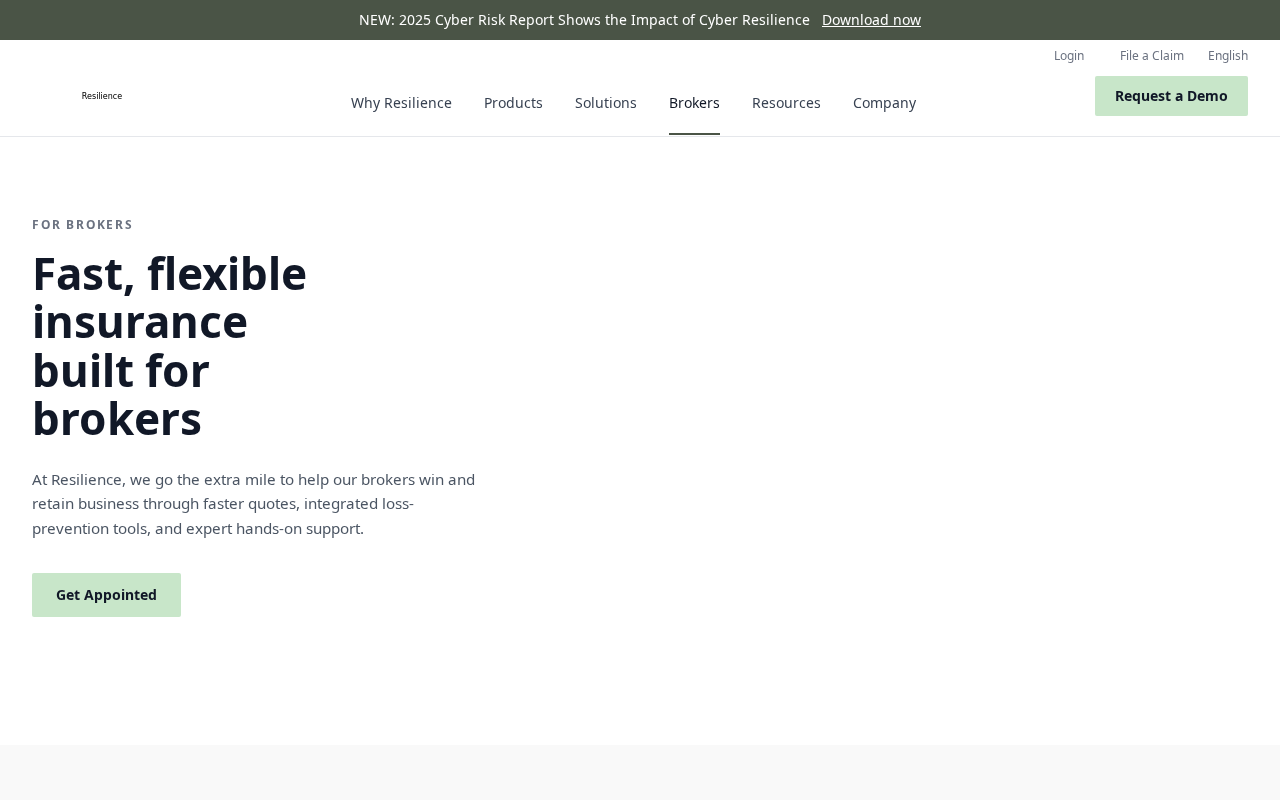 NEW: 2025 Cyber Risk Report Shows the Impact of Cyber Resilience Download now
Login File a Claim English
Resilience
Why Resilience Products Solutions Brokers Resources Company
Request a Demo
FOR BROKERS
Fast, flexible
insurance
built for
brokers
At Resilience, we go the extra mile to help our brokers win and
retain business through faster quotes, integrated loss-
prevention tools, and expert hands-on support.
Get Appointed